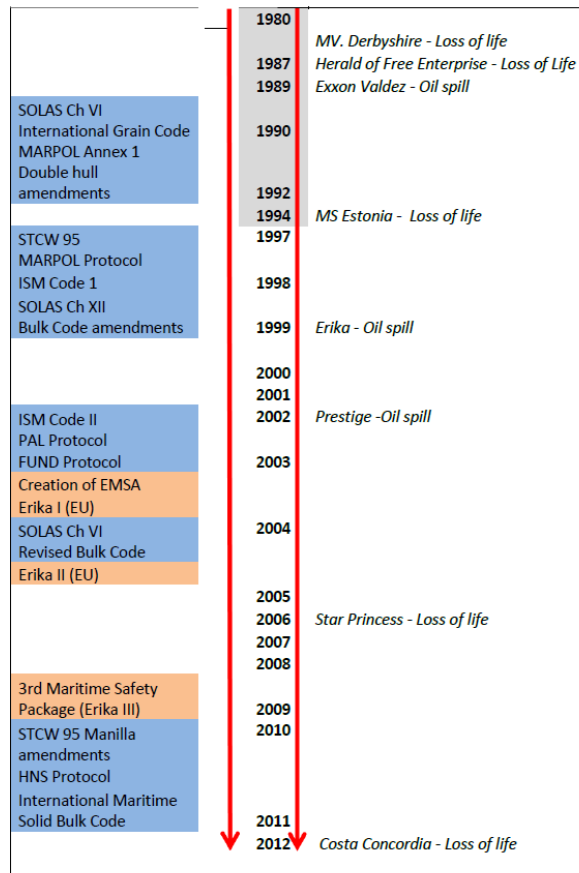 1980
MV. Derbyshire - Loss of life
1987 Herald of Free Enterprise - Loss of Life
1989 Exxon Valdez - Oil spill
SOLAS Ch VI
International Grain Code 1990
MARPOL Annex 1
Double hull
amendments 1992
1994 MS Estonia - Loss of life
STCW 95 1997
MARPOL Protocol
ISM Code 1 1998
SOLAS Ch XII
Bulk Code amendments 1999 Erika - Oil spill
2000
2001
ISM Code II 2002 Prestige -Oil spill
PAL Protocol
FUND Protocol 2003
Creation of EMSA
Erika I (EU)
SOLAS Ch VI 2004
Revised Bulk Code
Erika II (EU)
2005
2006 Star Princess - Loss of life
2007
2008
3rd Maritime Safety
Package (Erika III) 2009
STCW 95 Manilla 2010
amendments
HNS Protocol
International Maritime
Solid Bulk Code 2011
2012 Costa Concordia - Loss of life